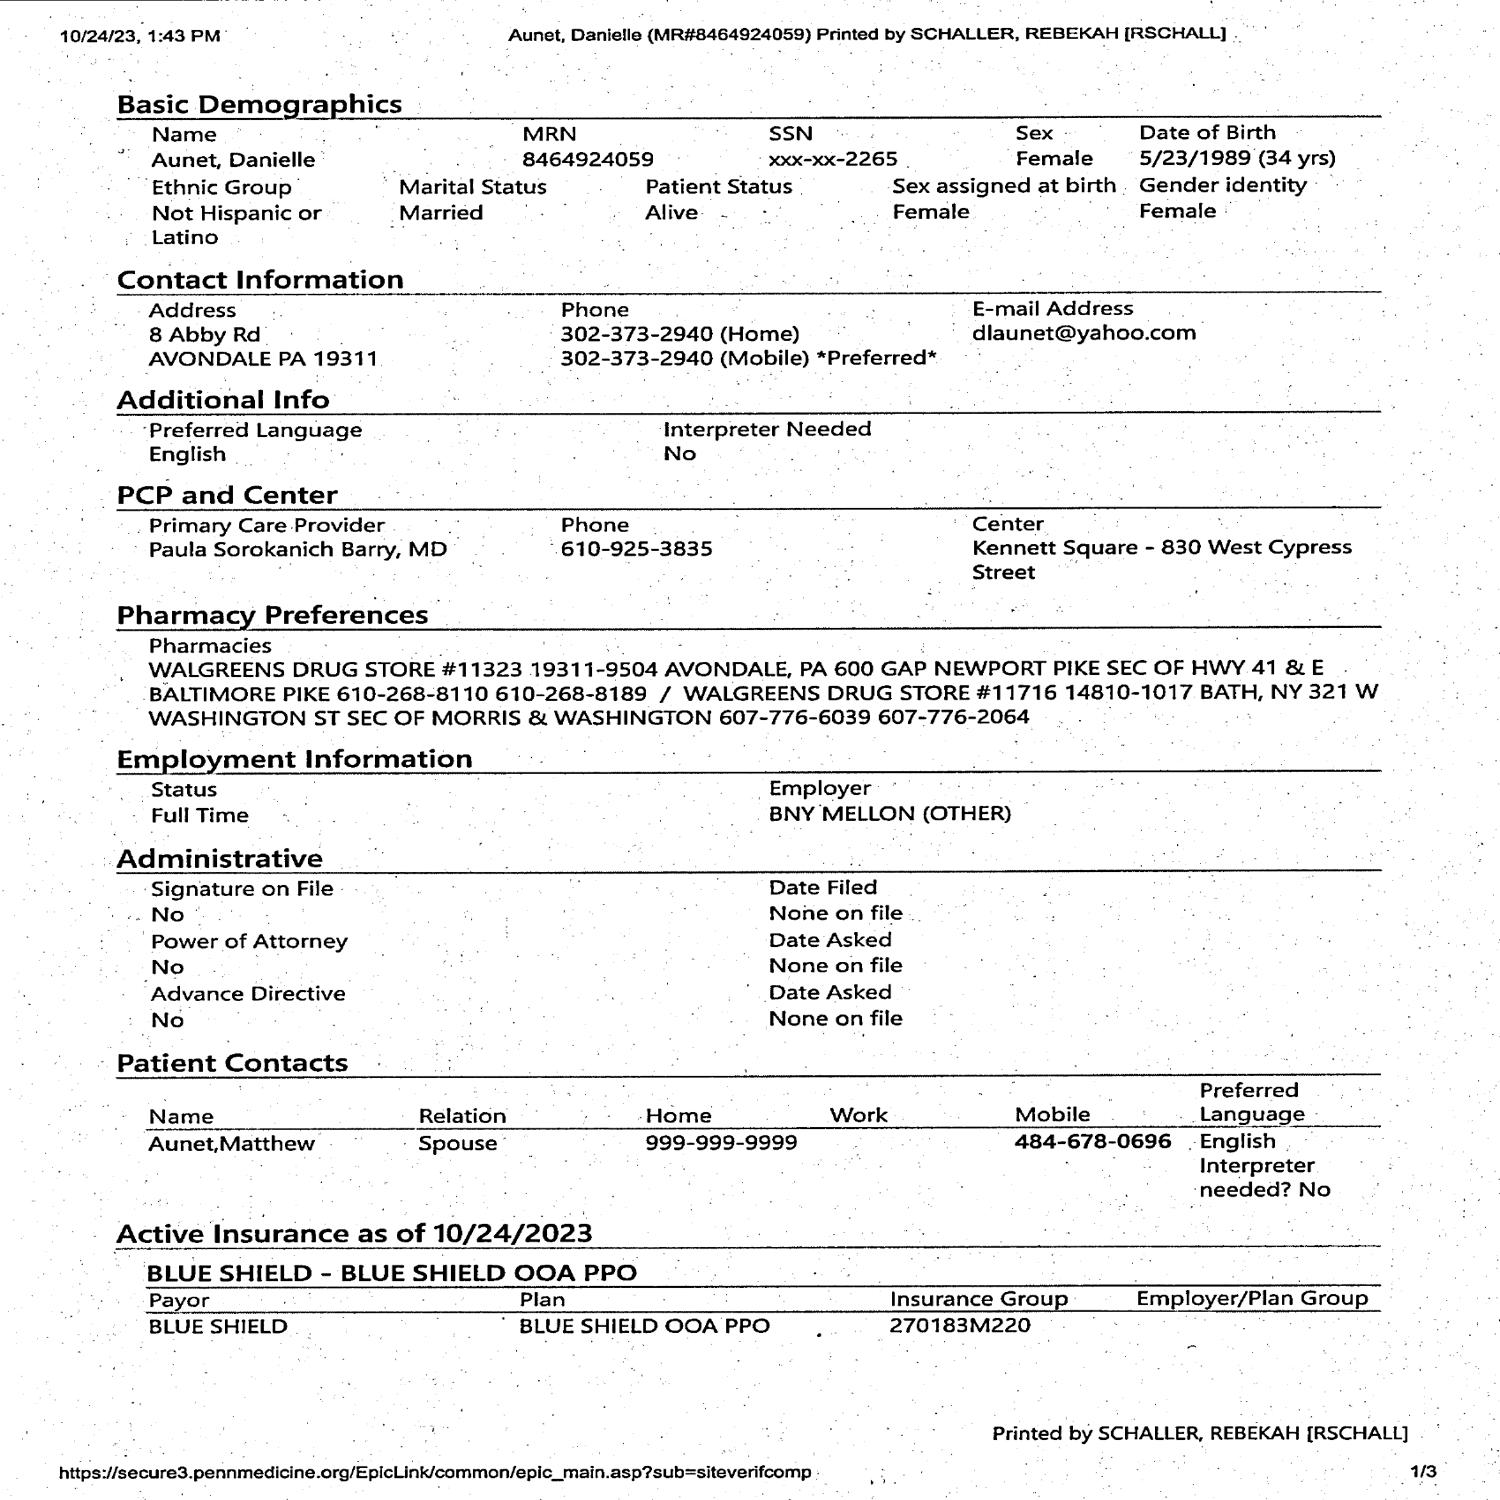 10/24/23, 1:43 PM Aunet, Danielle (MR#8464924059) Printed by SCHALLER, REBEKAH [RSCHALL]
Basic Demographics
Name MRN SSN Sex Date of Birth
Aunet, Danielle 8464924059 xxx-xx-2265 Female 5/23/1989 (34 yrs)
Ethnic Group Marital Status Patient Status Sex assigned at birth Gender identity
Not Hispanic or Married Alive Female Female
Latino
Contact Information
Address Phone E-mail Address
8 Abby Rd 302-373-2940 (Home) dlaunet@yahoo.com
AVONDALE PA 19311 302-373-2940 (Mobile) *Preferred*
Additional Info
Preferred Language Interpreter Needed
English No
PCP and Center
Primary Care Provider Phone Center
Paula Sorokanich Barry, MD 610-925-3835 Kennett Square - 830 West Cypress
Street
Pharmacy Preferences
Pharmacies
WALGREENS DRUG STORE #11323 19311-9504 AVONDALE, PA 600 GAP NEWPORT PIKE SEC OF HWY 41 & E
BALTIMORE PIKE 610-268-8110 610-268-8189 / WALGREENS DRUG STORE #11716 14810-1017 BATH, NY 321 W
WASHINGTON ST SEC OF MORRIS & WASHINGTON 607-776-6039 607-776-2064
Employment Information
Status Employer
Full Time BNY MELLON (OTHER)
Administrative
Signature on File Date Filed
No None on file
Power of Attorney Date Asked
No None on file
Advance Directive Date Asked
No None on file
Patient Contacts
Preferred
Name Relation Home Work Mobile Language
Aunet,Matthew Spouse 999-999-9999 484-678-0696 English
Interpreter
needed? No
Active Insurance as of 10/24/2023
BLUE SHIELD - BLUE SHIELD OOA PPO
Payor Plan Insurance Group Employer/Plan Group
BLUE SHIELD BLUE SHIELD OOA PPO 270183M220
Printed by SCHALLER, REBEKAH [RSCHALL]
https://secure3.pennmedicine.org/EpicLink/common/epic_main.asp?sub=siteverifcomp 1/3